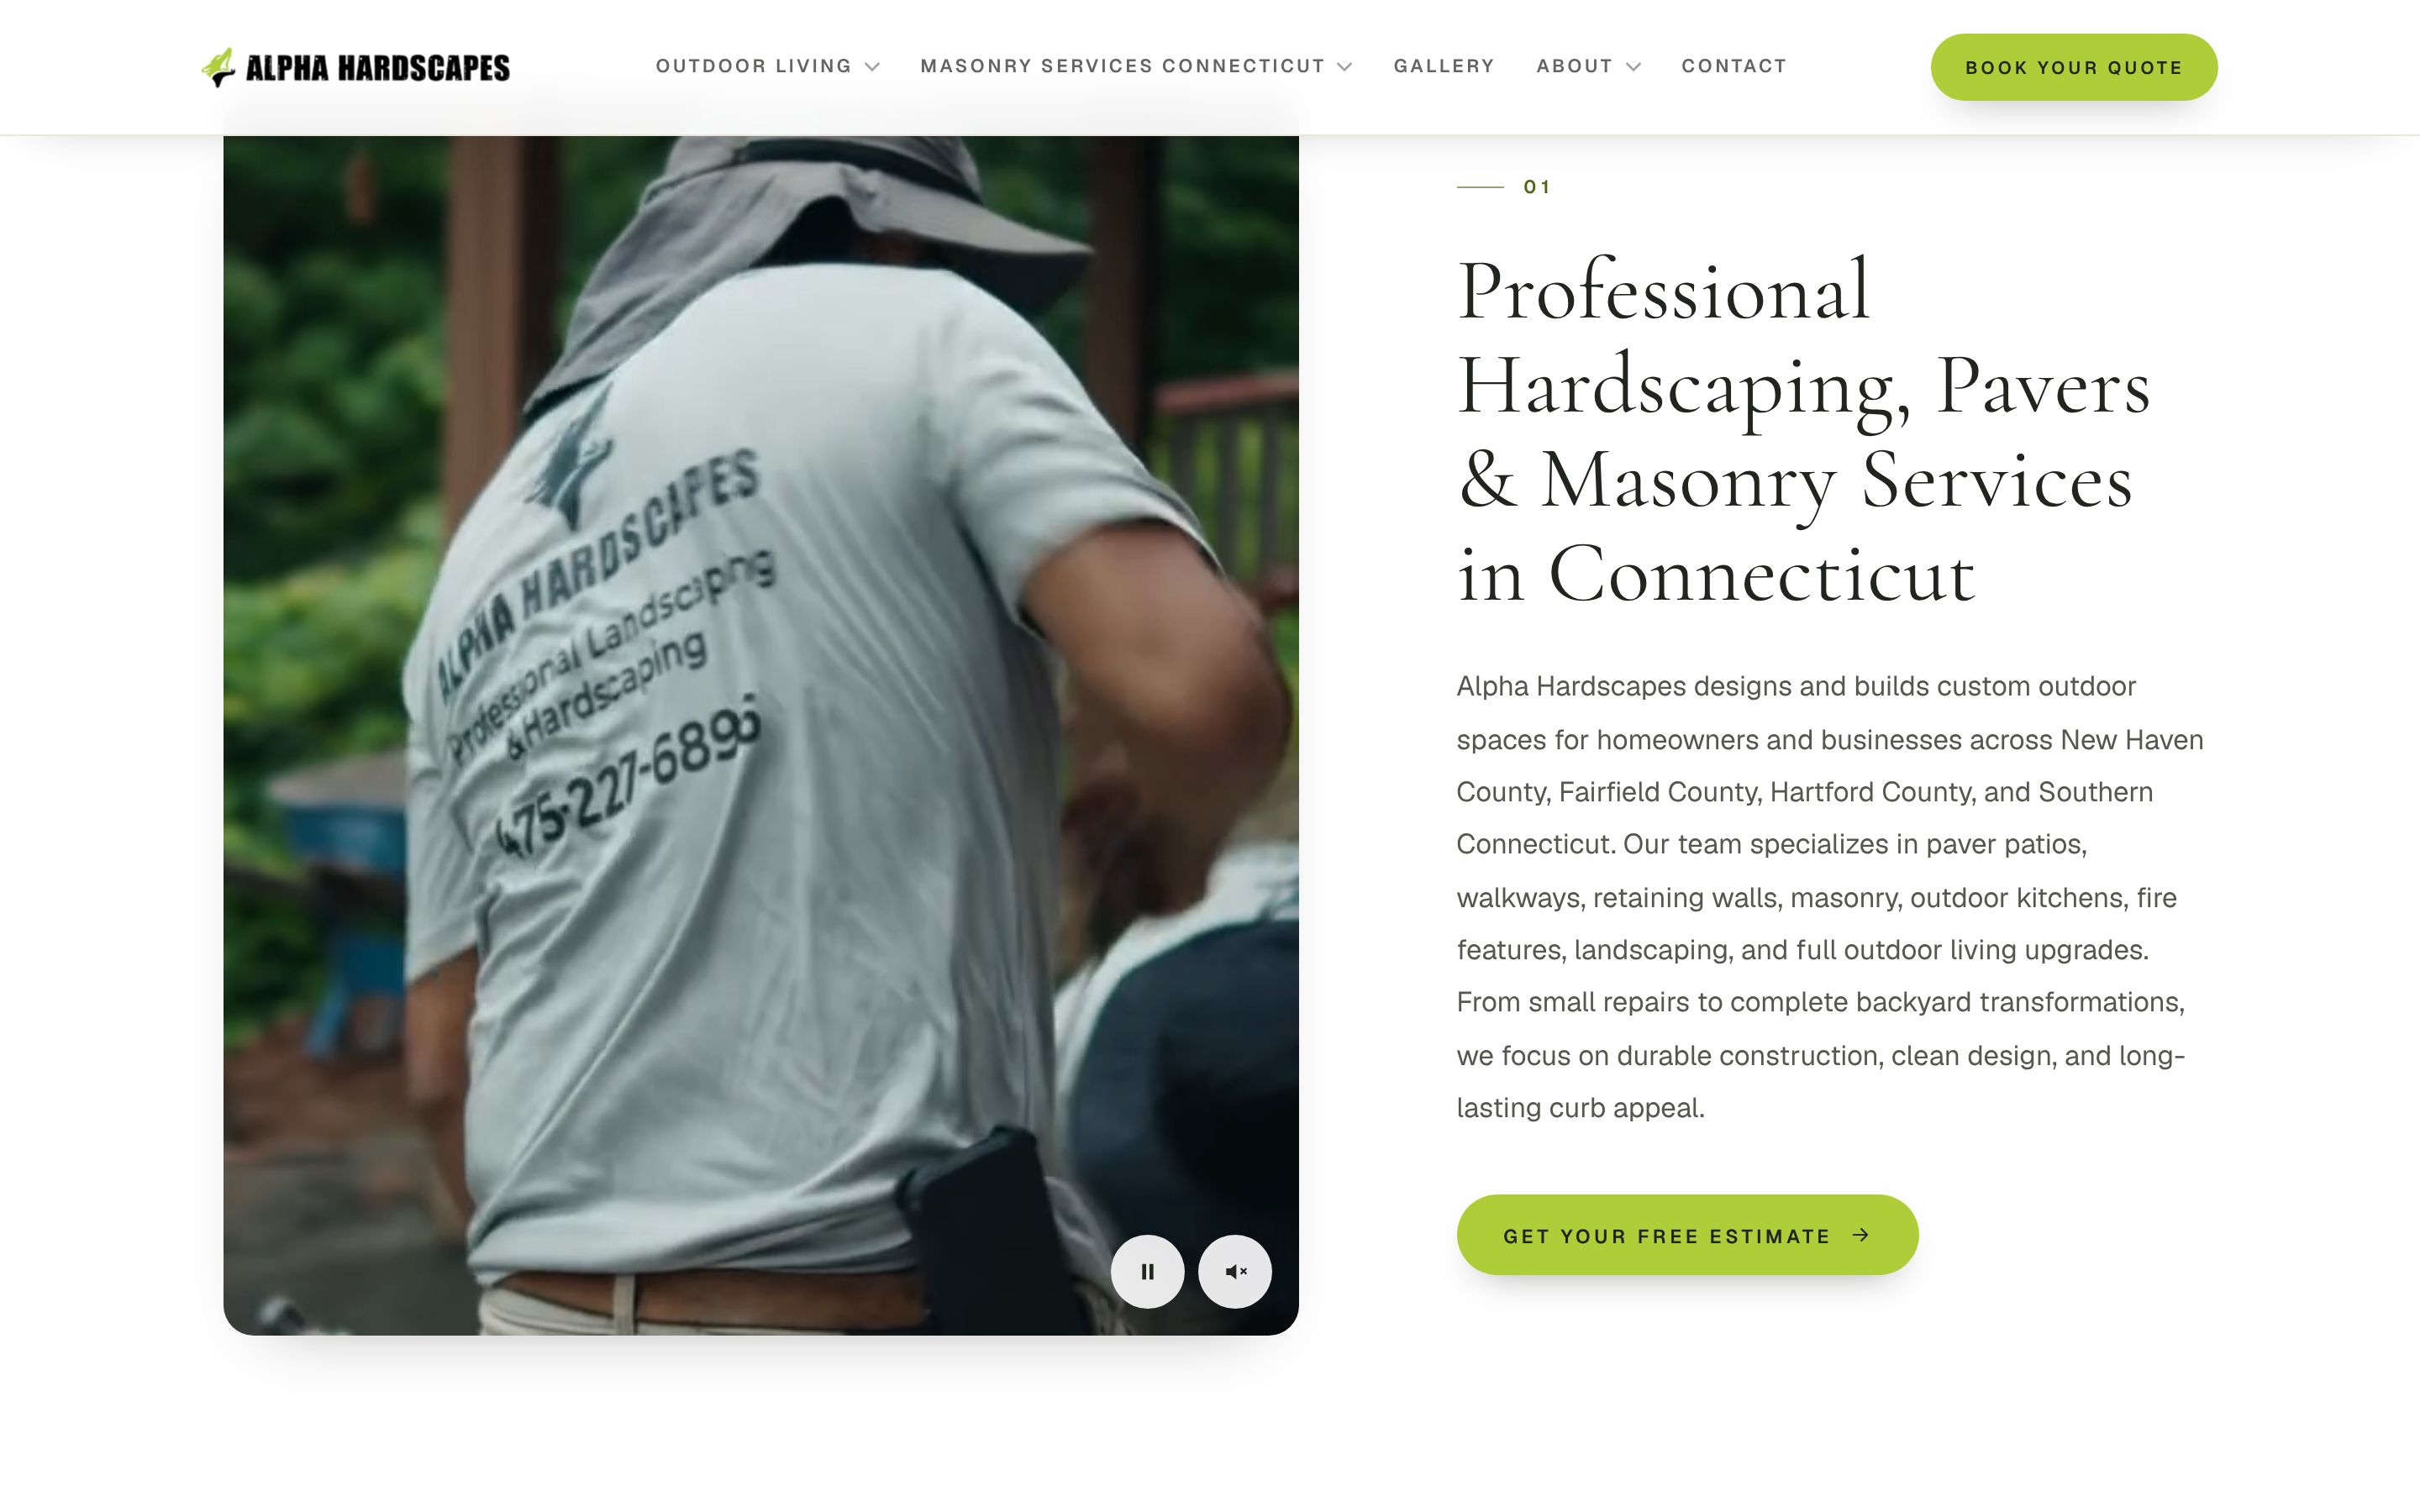 ALPHA HARDSCAPES
OUTDOOR LIVING
MASONRY SERVICES CONNECTICUT
GALLERY
ABOUT
CONTACT
BOOK YOUR QUOTE
ALPHA HARDSCAPES
Professional Landscaping
& Hardscaping
475-227-6896
01
Professional
Hardscaping, Pavers
& Masonry Services
in Connecticut
Alpha Hardscapes designs and builds custom outdoor
spaces for homeowners and businesses across New Haven
County, Fairfield County, Hartford County, and Southern
Connecticut. Our team specializes in paver patios,
walkways, retaining walls, masonry, outdoor kitchens, fire
features, landscaping, and full outdoor living upgrades.
From small repairs to complete backyard transformations,
we focus on durable construction, clean design, and long-
lasting curb appeal.
GET YOUR FREE ESTIMATE →